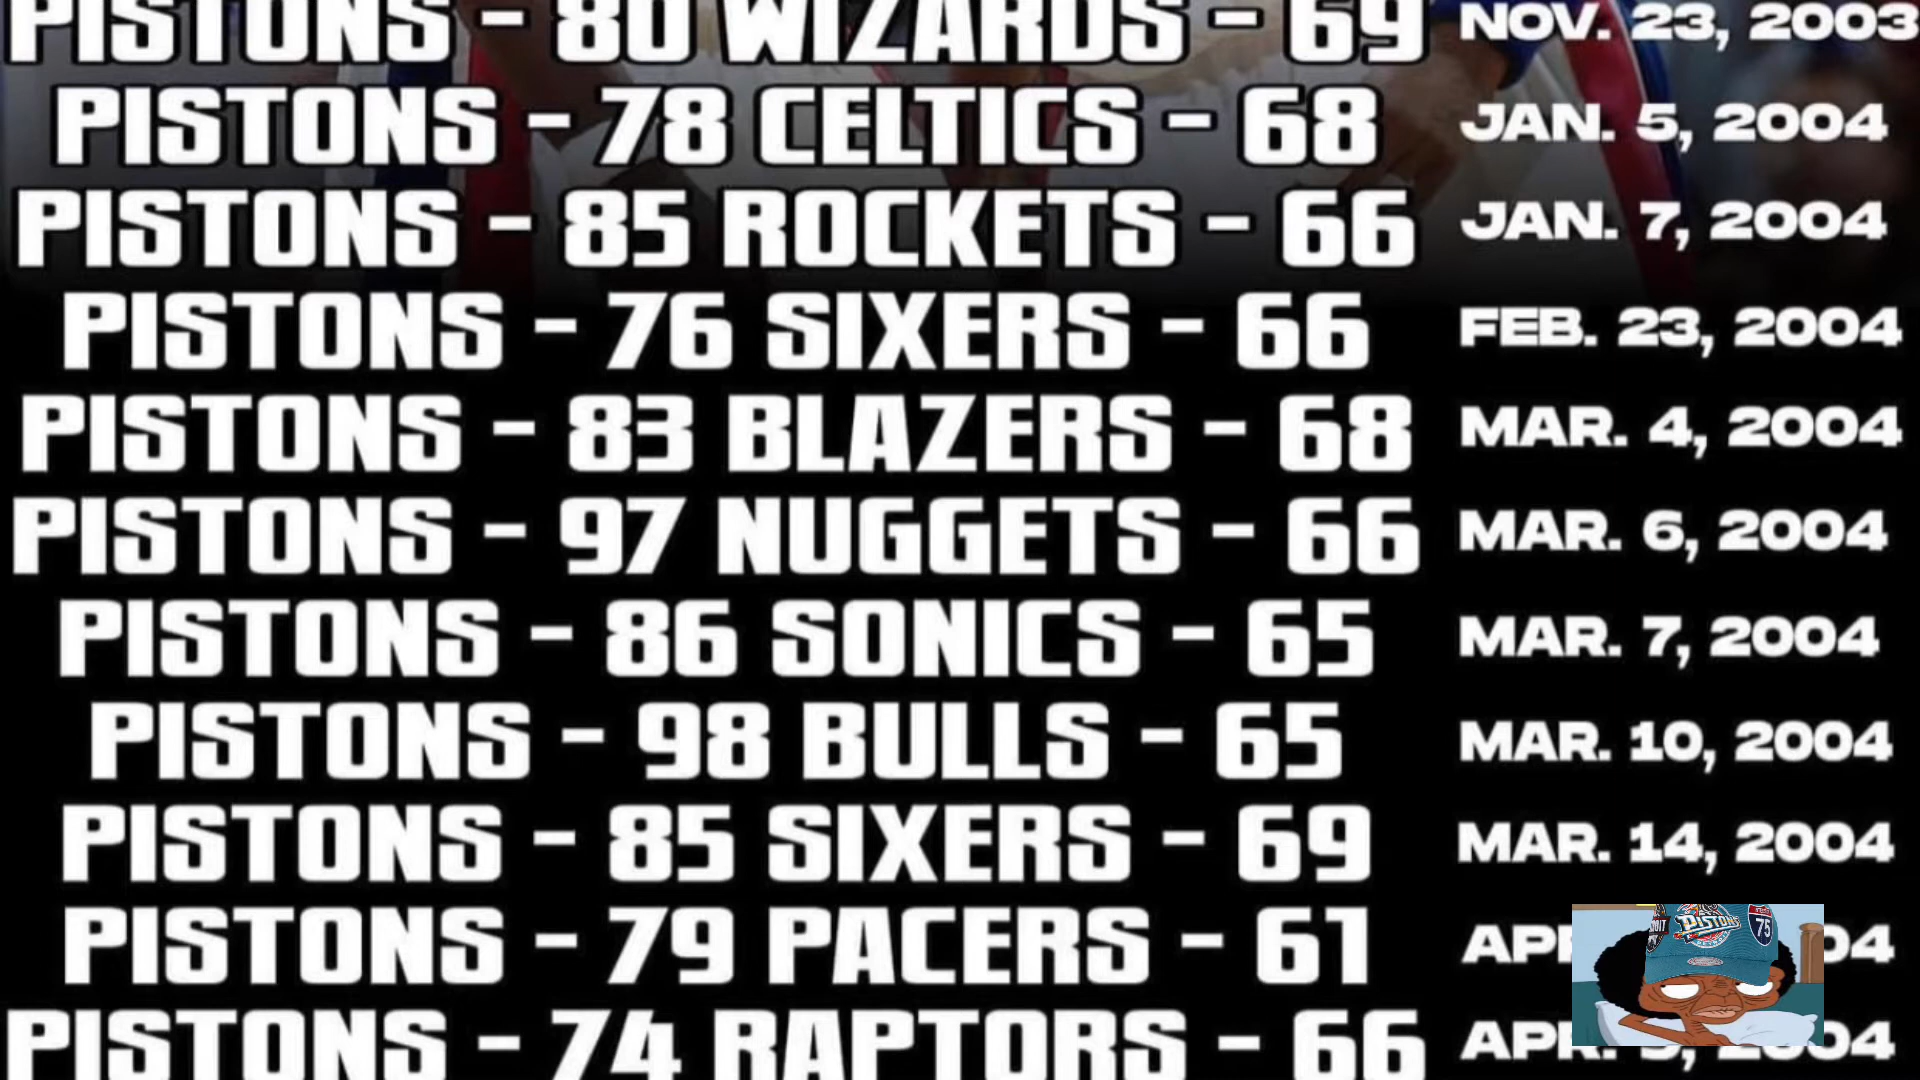 PISTONS - 80 WIZARDS - 69 NOV. 23, 2003
PISTONS - 78 CELTICS - 68 JAN. 5, 2004
PISTONS - 85 ROCKETS - 66 JAN. 7, 2004
PISTONS - 76 SIXERS - 66 FEB. 23, 2004
PISTONS - 83 BLAZERS - 68 MAR. 4, 2004
PISTONS - 97 NUGGETS - 66 MAR. 6, 2004
PISTONS - 86 SONICS - 65 MAR. 7, 2004
PISTONS - 98 BULLS - 65 MAR. 10, 2004
PISTONS - 85 SIXERS - 69 MAR. 14, 2004
PISTONS - 79 PACERS - 61
PISTONS - 74 RAPTORS - 66 APR.
PISTONS
75